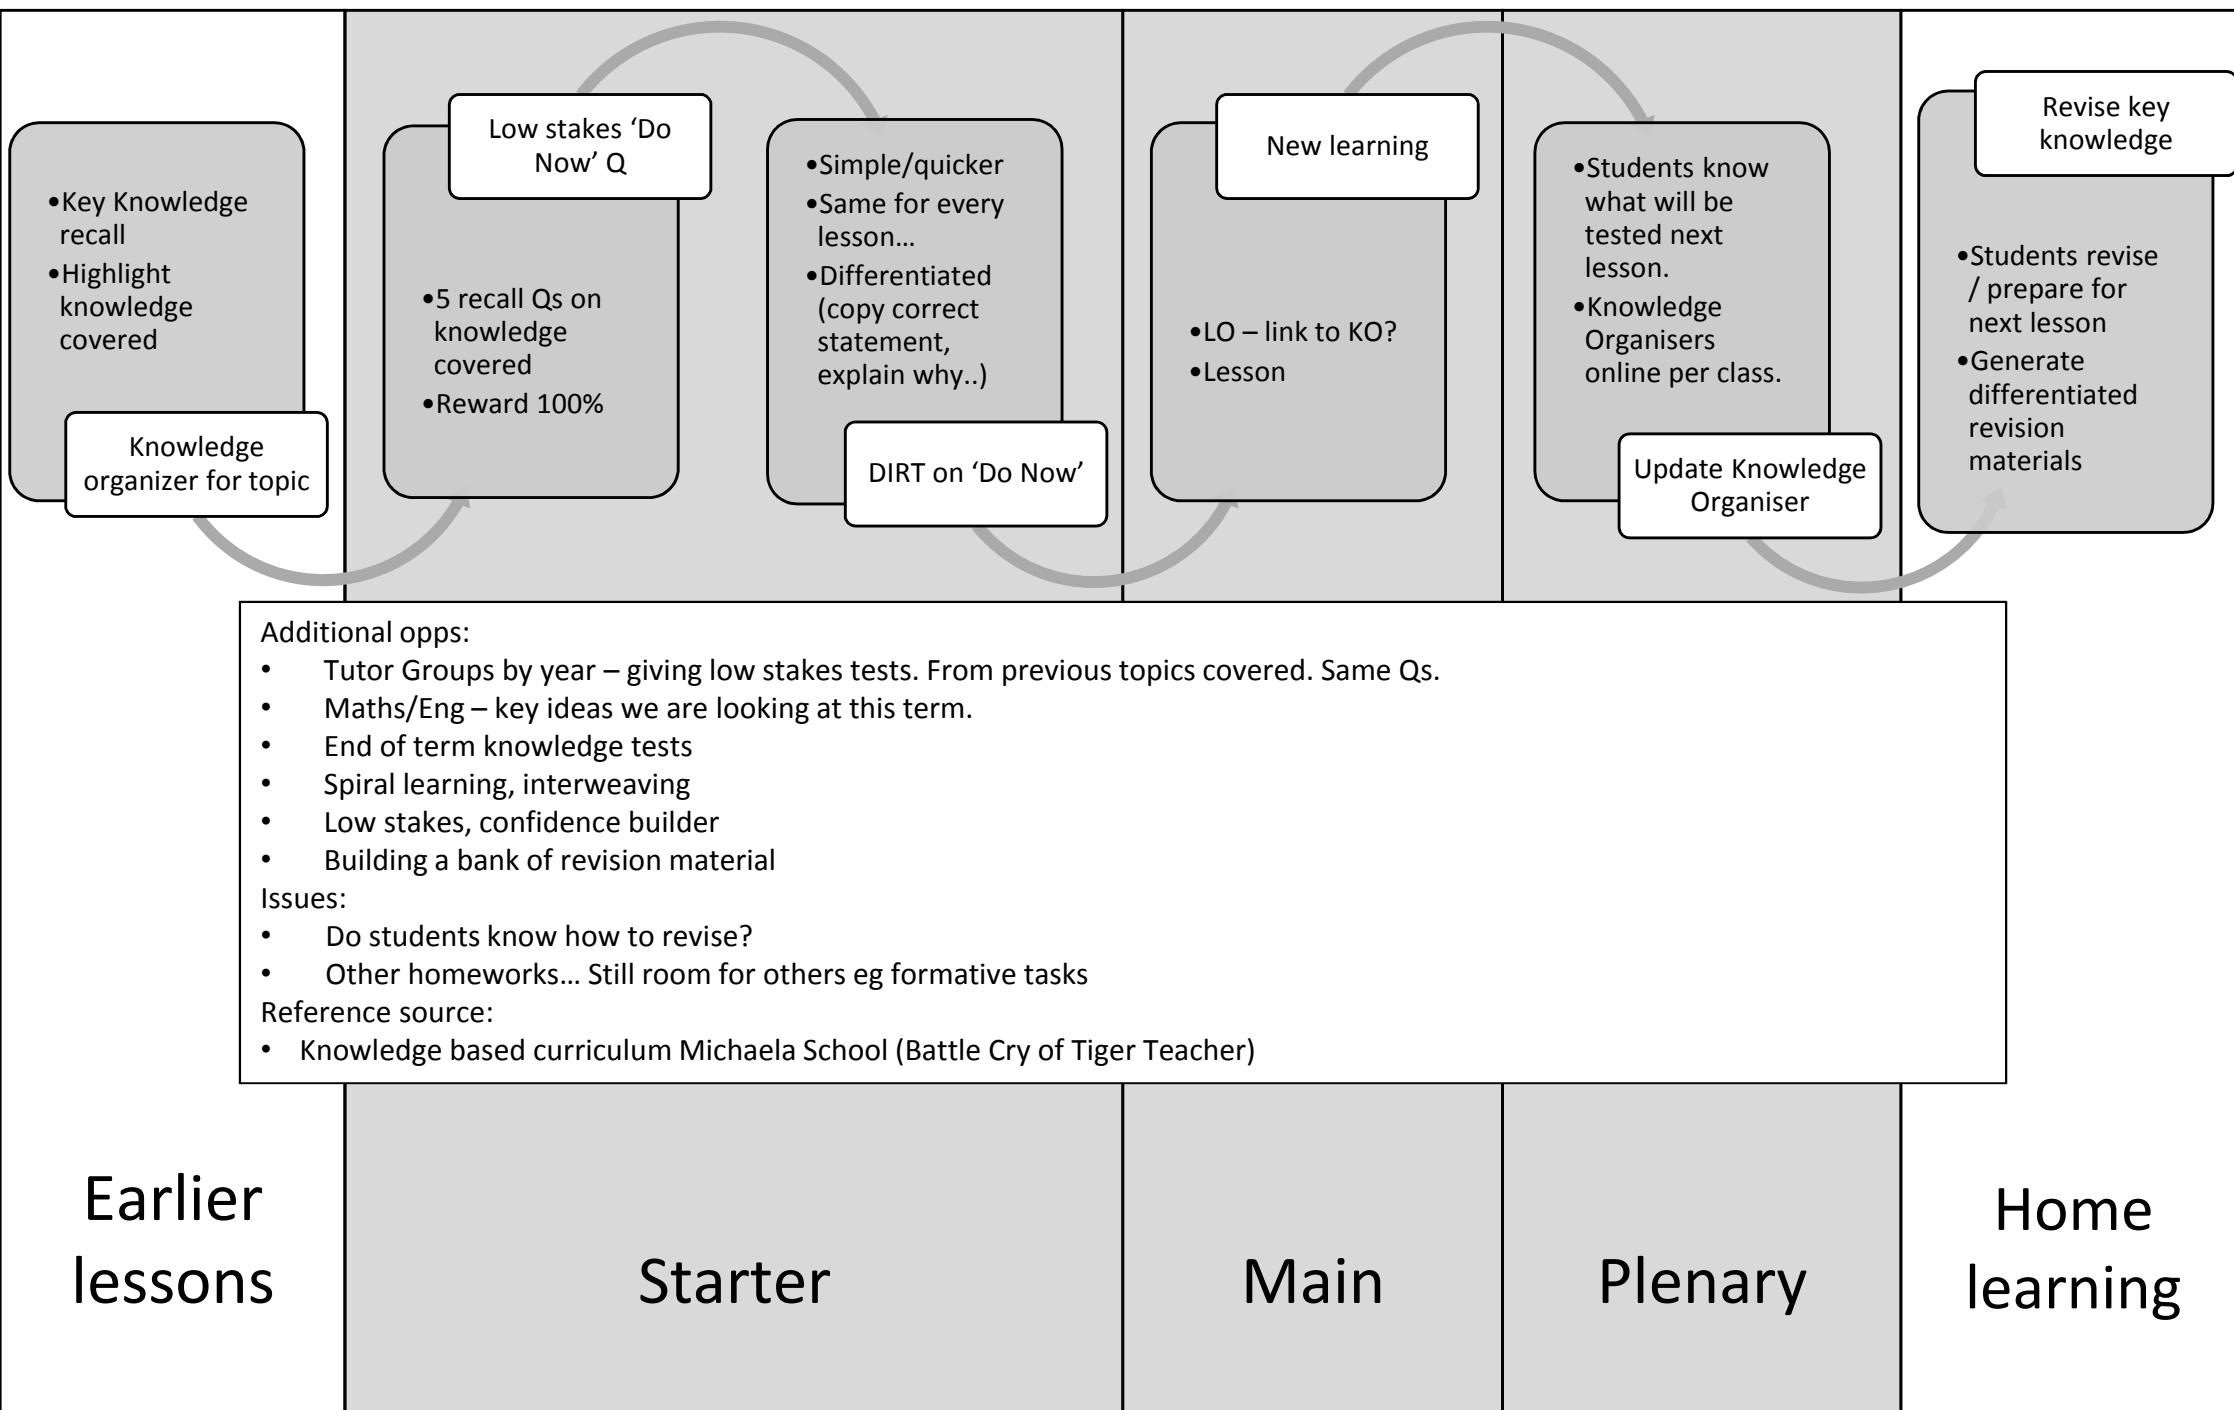 •Key Knowledge
recall
•Highlight
knowledge
covered
Knowledge
organizer for topic
Low stakes ‘Do
Now’ Q
•5 recall Qs on
knowledge
covered
•Reward 100%
•Simple/quicker
•Same for every
lesson…
•Differentiated
(copy correct
statement,
explain why..)
DIRT on ‘Do Now’
New learning
•LO – link to KO?
•Lesson
•Students know
what will be
tested next
lesson.
•Knowledge
Organisers
online per class.
Update Knowledge
Organiser
Revise key
knowledge
•Students revise
/ prepare for
next lesson
•Generate
differentiated
revision
materials
Additional opps:
• Tutor Groups by year – giving low stakes tests. From previous topics covered. Same Qs.
• Maths/Eng – key ideas we are looking at this term.
• End of term knowledge tests
• Spiral learning, interweaving
• Low stakes, confidence builder
• Building a bank of revision material
Issues:
• Do students know how to revise?
• Other homeworks… Still room for others eg formative tasks
Reference source:
• Knowledge based curriculum Michaela School (Battle Cry of Tiger Teacher)
Earlier
lessons
Starter
Main
Plenary
Home
learning